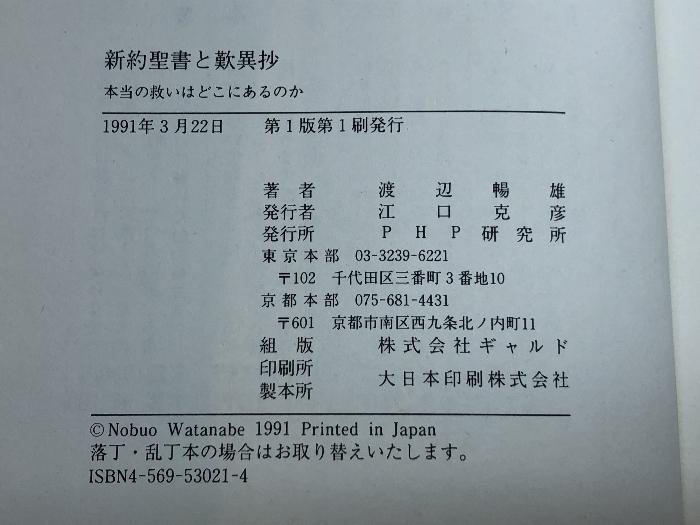 新約聖書と歎異抄
本当の救いはどこにあるのか
1991年3月22日　第1版第1刷発行
著者　渡辺暢雄
発行者　江口克彦
発行所　PHP研究所
東京本部　03-3239-6221
〒102　千代田区三番町3番地10
京都本部　075-681-4431
〒601　京都市南区西九条北ノ内町11
組版　株式会社ギャルド
印刷所
製本所　大日本印刷株式会社
©Nobuo Watanabe 1991 Printed in Japan
落丁・乱丁本の場合はお取り替えいたします。
ISBN4-569-53021-4